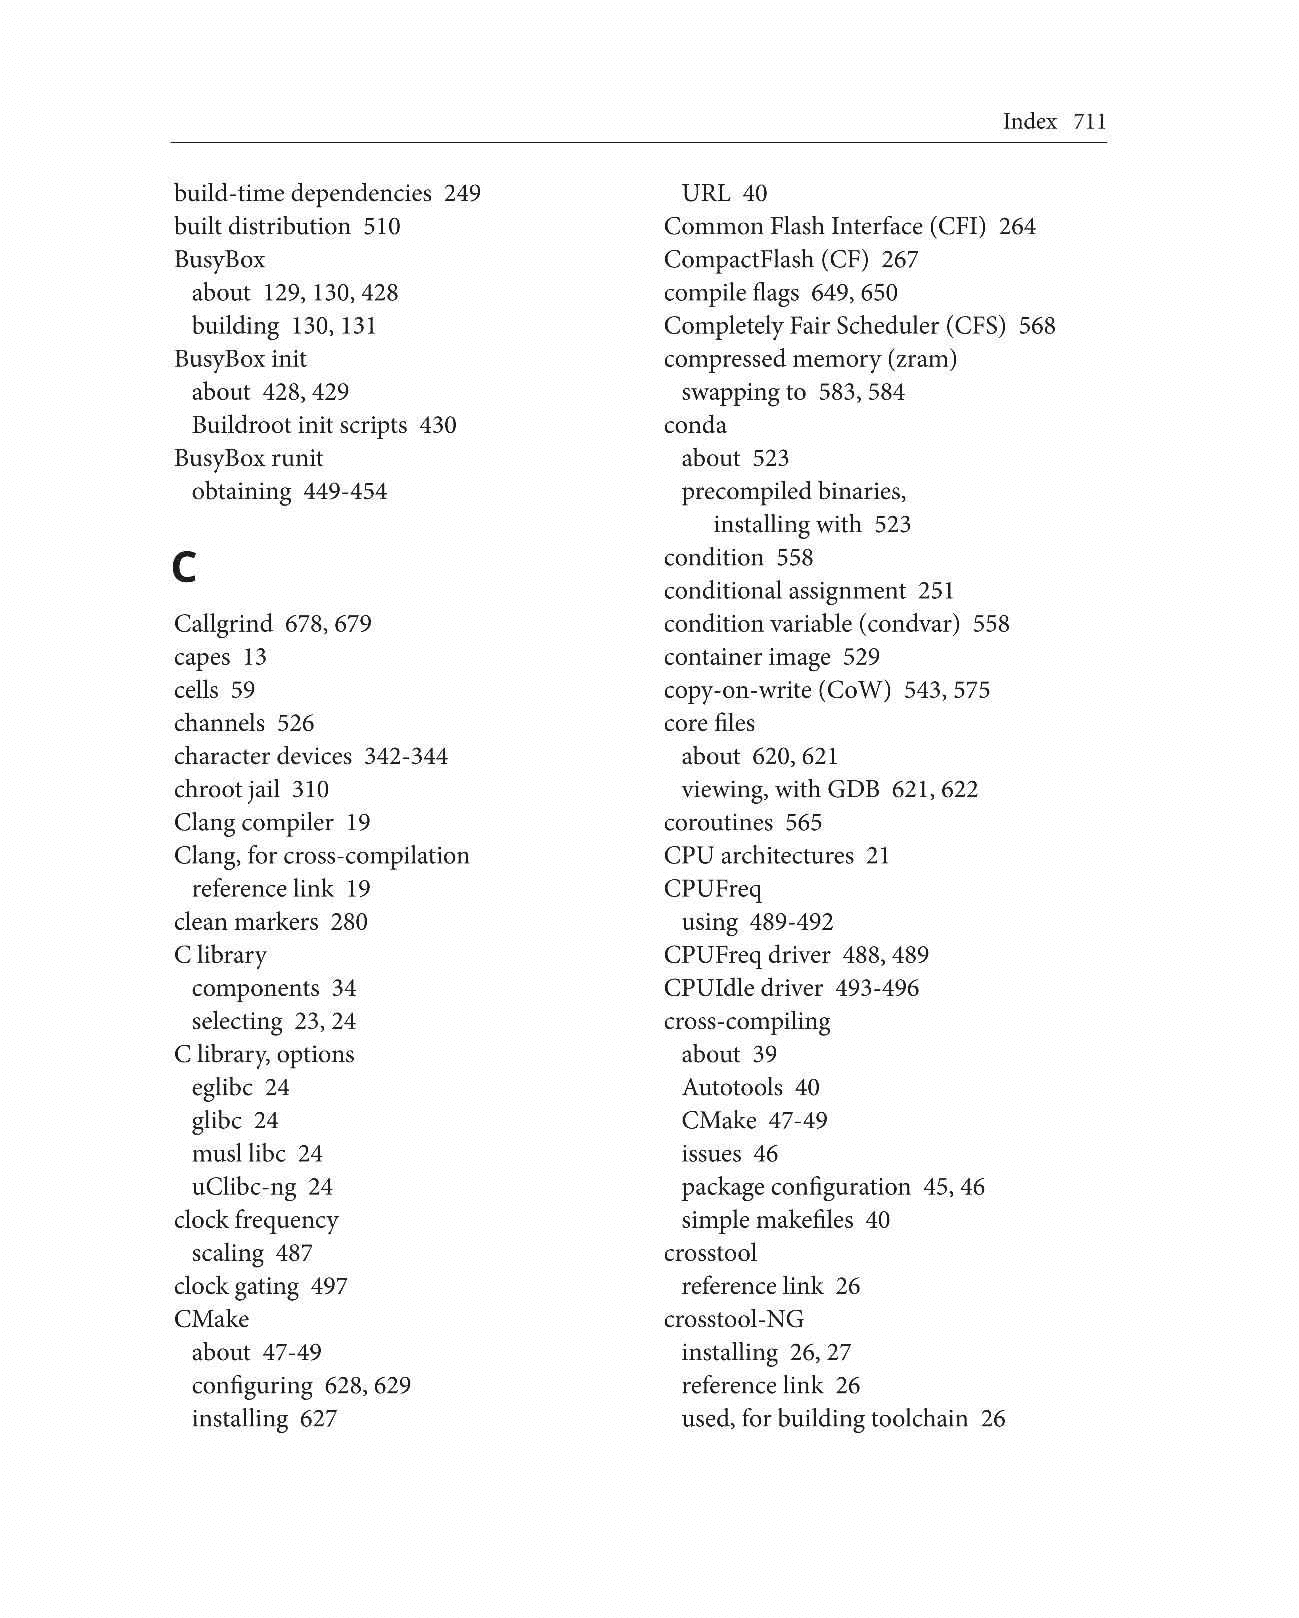 Index 711
build-time dependencies 249
built distribution 510
BusyBox
about 129, 130, 428
building 130, 131
BusyBox init
about 428, 429
Buildroot init scripts 430
BusyBox runit
obtaining 449-454
C
Callgrind 678, 679
capes 13
cells 59
channels 526
character devices 342-344
chroot jail 310
Clang compiler 19
Clang, for cross-compilation
reference link 19
clean markers 280
C library
components 34
selecting 23, 24
C library, options
eglibc 24
glibc 24
musl libc 24
uClibc-ng 24
clock frequency
scaling 487
clock gating 497
CMake
about 47-49
configuring 628, 629
installing 627
URL 40
Common Flash Interface (CFI) 264
CompactFlash (CF) 267
compile flags 649, 650
Completely Fair Scheduler (CFS) 568
compressed memory (zram)
swapping to 583, 584
conda
about 523
precompiled binaries,
installing with 523
condition 558
conditional assignment 251
condition variable (condvar) 558
container image 529
copy-on-write (CoW) 543, 575
core files
about 620, 621
viewing, with GDB 621, 622
coroutines 565
CPU architectures 21
CPUFreq
using 489-492
CPUFreq driver 488, 489
CPUIdle driver 493-496
cross-compiling
about 39
Autotools 40
CMake 47-49
issues 46
package configuration 45, 46
simple makefiles 40
crosstool
reference link 26
crosstool-NG
installing 26, 27
reference link 26
used, for building toolchain 26